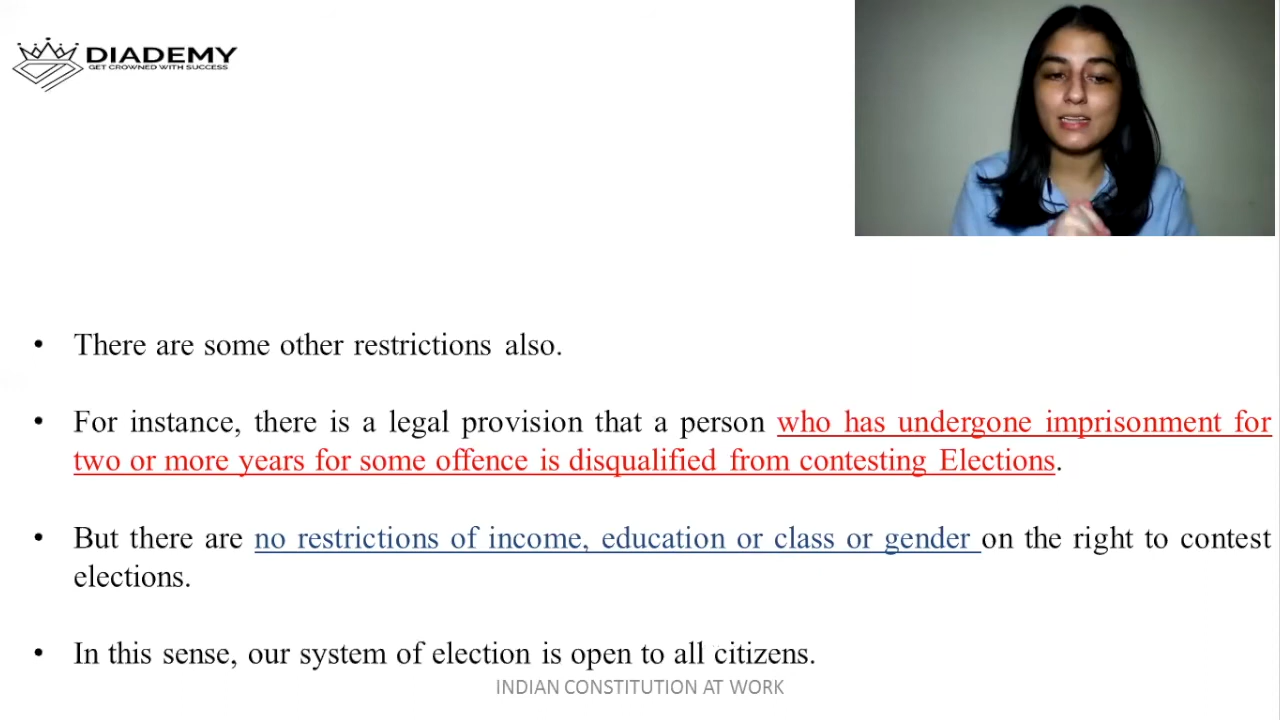 DIADEMY
GET CROWNED WITH SUCCESS
• There are some other restrictions also.
• For instance, there is a legal provision that a person who has undergone imprisonment for
two or more years for some offence is disqualified from contesting Elections.
• But there are no restrictions of income, education or class or gender on the right to contest
elections.
• In this sense, our system of election is open to all citizens.
INDIAN CONSTITUTION AT WORK